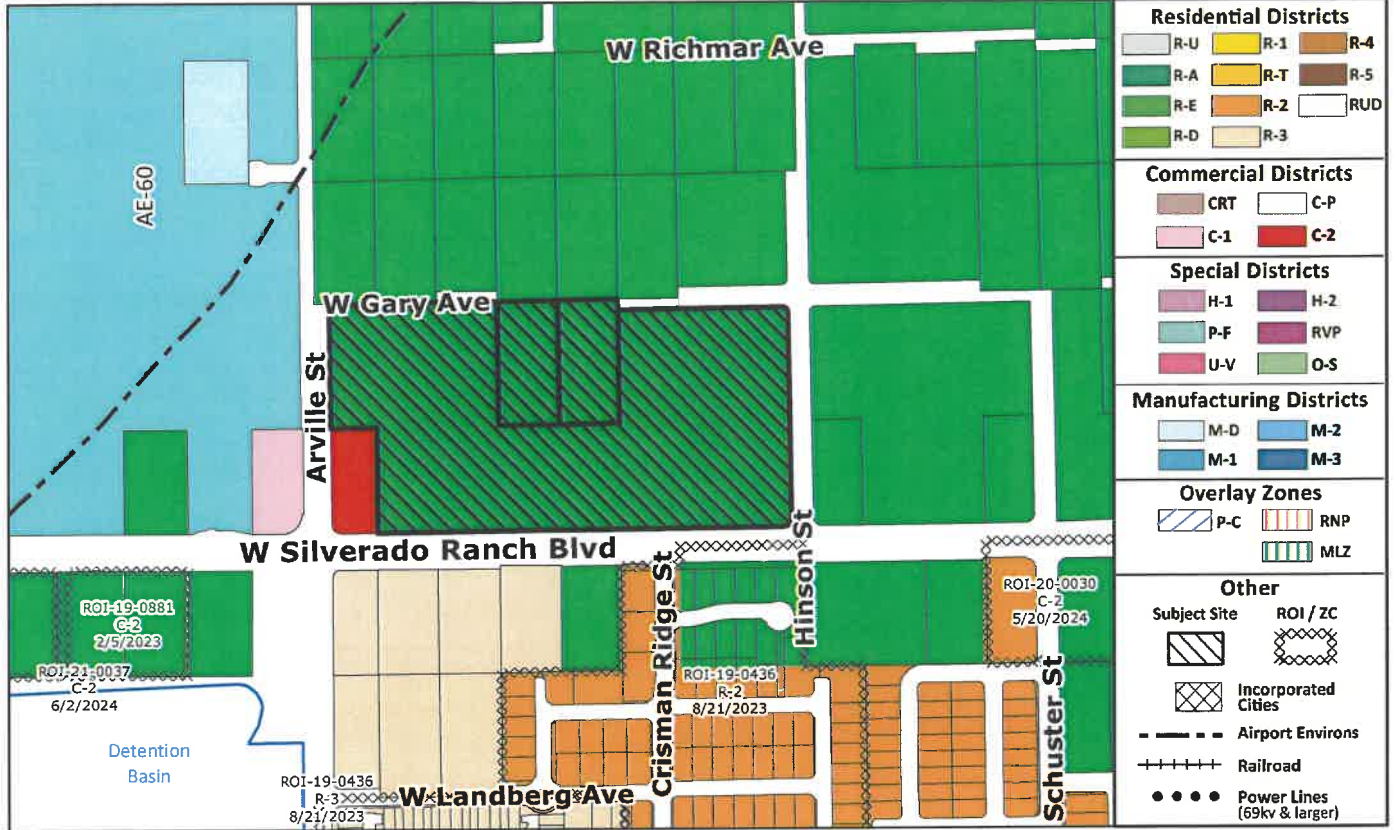 W Richmar Ave
AE-60
W Gary Ave
Arville St
W Silverado Ranch Blvd
Hinson St
Crisman Ridge St
Schuster St
ROI-19-0881
C-2
2/5/2023
ROI-21-0037
C-2
6/2/2024
Detention
Basin
ROI-20-0030
C-2
5/20/2024
ROI-19-0436
R-2
8/21/2023
ROI-19-0436
R-3
8/21/2023
W Landberg Ave
Residential Districts
R-U R-1 R-4
R-A R-T R-5
R-E R-2 RUD
R-D R-3
Commercial Districts
CRT C-P
C-1 C-2
Special Districts
H-1 H-2
P-F RVP
U-V O-S
Manufacturing Districts
M-D M-2
M-1 M-3
Overlay Zones
P-C RNP
MLZ
Other
Subject Site ROI / ZC
Incorporated
Cities
Airport Environs
Railroad
Power Lines
(69kv & larger)